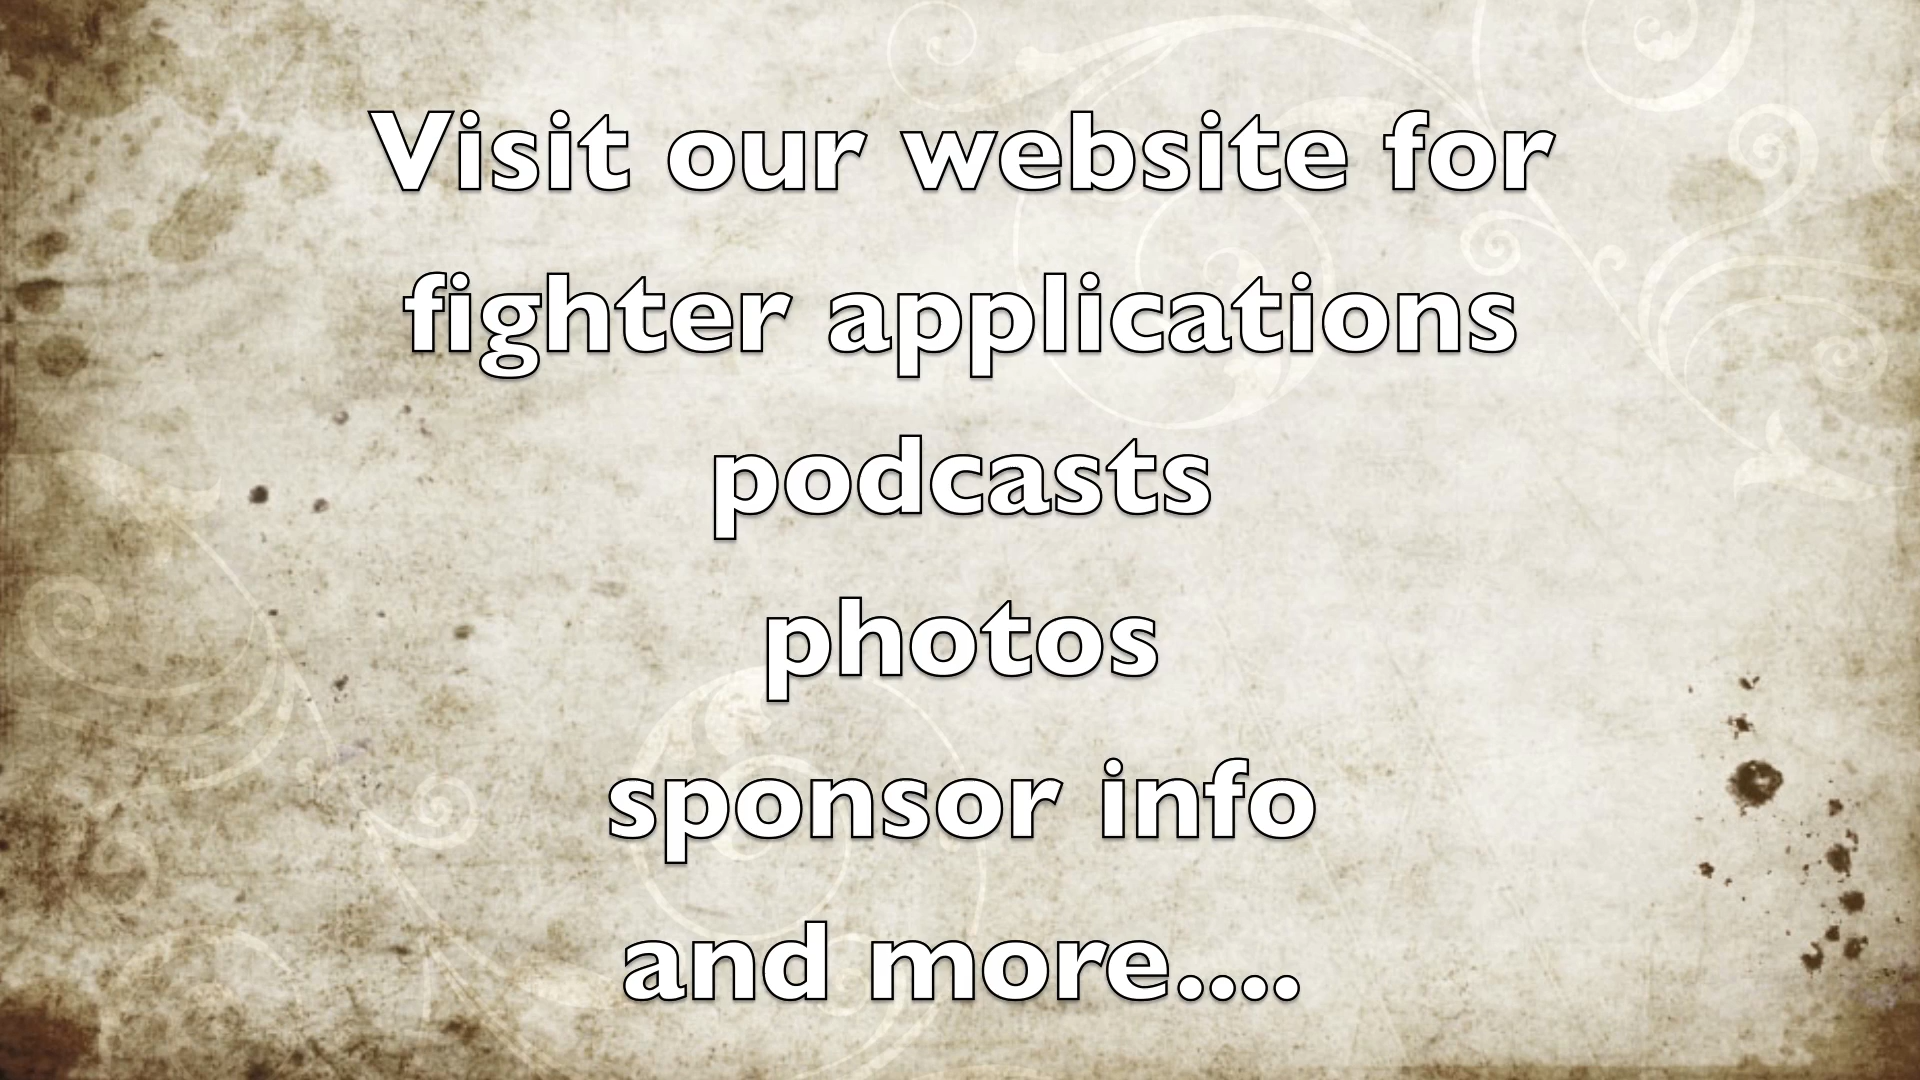 Visit our website for
fighter applications
podcasts
photos
sponsor info
and more....